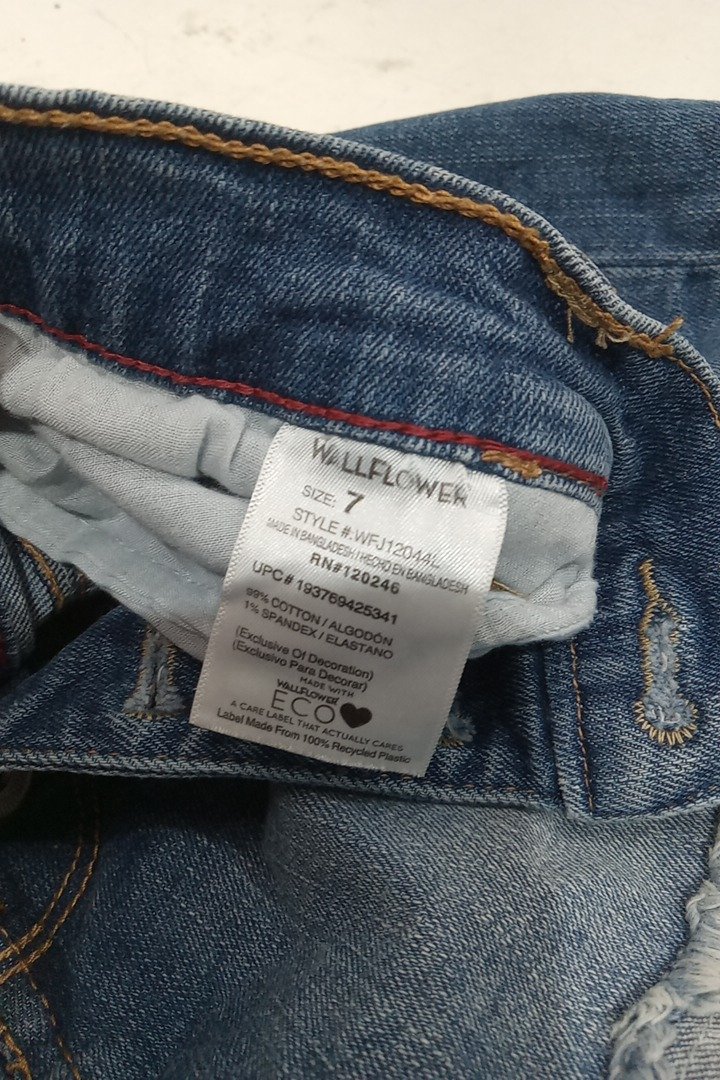 WALLFLOWER
SIZE: 7
STYLE #:WFJ12044L
MADE IN BANGLADESH / HECHO EN BANGLADESH
RN#120246
UPC# 193769425341
99% COTTON / ALGODÓN
1% SPANDEX / ELASTANO
(Exclusive Of Decoration)
(Exclusivo Para Decorar)
MADE WITH
WALLFLOWER
ECO
A CARE LABEL THAT ACTUALLY CARES
Label Made From 100% Recycled Plastic